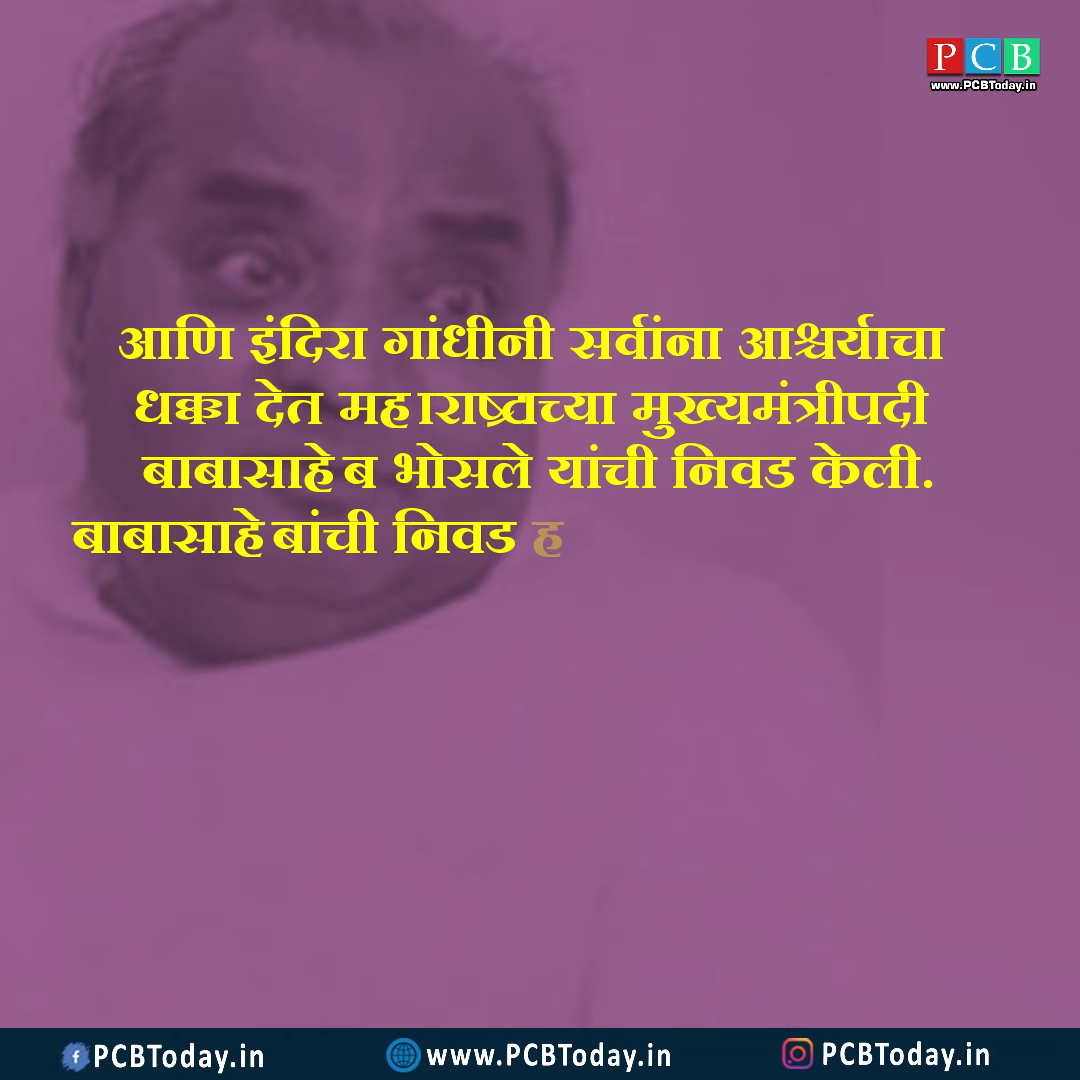 P C B
www.PCBToday.in
आणि इंदिरा गांधीनी सर्वांना आश्चर्याचा
धक्का देत महाराष्ट्राच्या मुख्यमंत्रीपदी
बाबासाहेब भोसले यांची निवड केली.
बाबासाहेबांची निवड ह
PCBToday.in www.PCBToday.in PCBToday.in